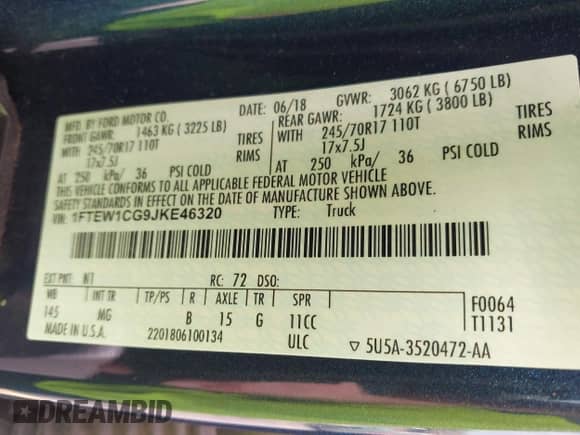 MFD. BY FORD MOTOR CO. DATE: 06/18 GVWR: 3062 KG ( 6750 LB)
FRONT GAWR: 1463 KG ( 3225 LB) REAR GAWR: 1724 KG ( 3800 LB)
WITH 245/70R17 110T TIRES WITH 245/70R17 110T TIRES
17x7.5J RIMS 17x7.5J RIMS
AT 250 kPa/ 36 PSI COLD AT 250 kPa/ 36 PSI COLD
THIS VEHICLE CONFORMS TO ALL APPLICABLE FEDERAL MOTOR VEHICLE
SAFETY STANDARDS IN EFFECT ON THE DATE OF MANUFACTURE SHOWN ABOVE.
VIN: 1FTEW1CG9JKE46320 TYPE: Truck
EXT PNT: N1 RC: 72 DSO:
WB INT TR TP/PS R AXLE TR SPR F0064
145 MG B 15 G 11CC T1131
MADE IN U.S.A. 2201806100134 ULC ▽ 5U5A-3520472-AA
DREAMBID